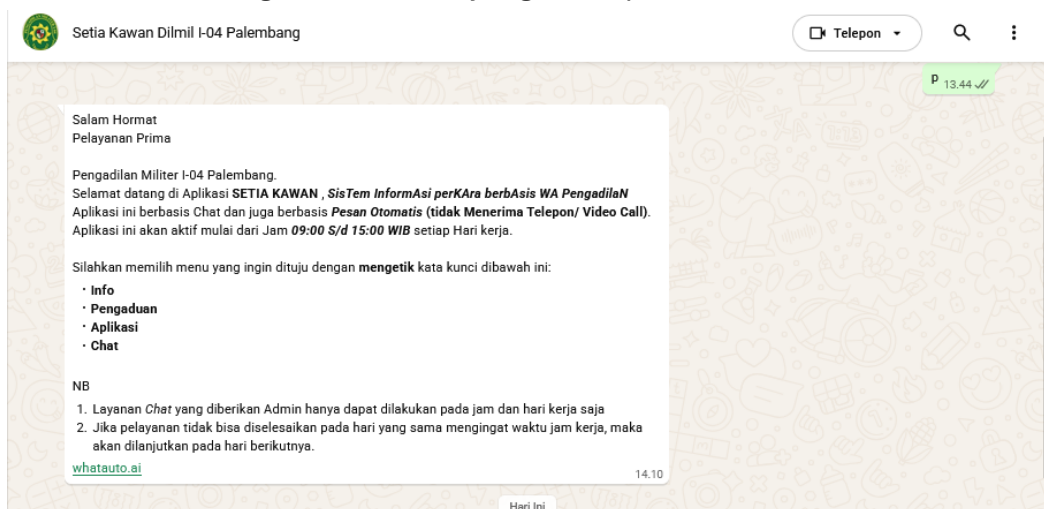 Setia Kawan Dilmil I-04 Palembang
Telepon
p 13.44
Salam Hormat
Pelayanan Prima
Pengadilan Militer I-04 Palembang.
Selamat datang di Aplikasi SETIA KAWAN , SisTem InformAsi perKAra berbAsis WA PengadilaN
Aplikasi ini berbasis Chat dan juga berbasis Pesan Otomatis (tidak Menerima Telepon/ Video Call).
Aplikasi ini akan aktif mulai dari Jam 09:00 S/d 15:00 WIB setiap Hari kerja.
Silahkan memilih menu yang ingin dituju dengan mengetik kata kunci dibawah ini:
· Info
· Pengaduan
· Aplikasi
· Chat
NB
1. Layanan Chat yang diberikan Admin hanya dapat dilakukan pada jam dan hari kerja saja
2. Jika pelayanan tidak bisa diselesaikan pada hari yang sama mengingat waktu jam kerja, maka
akan dilanjutkan pada hari berikutnya.
whatauto.ai
14.10
Hari Ini